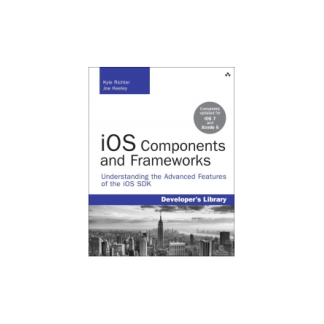 Kyle Richter
Joe Keeley
Completely
updated for
iOS 7
and
Xcode 5
iOS Components
and Frameworks
Understanding the Advanced Features
of the iOS SDK
Developer's Library